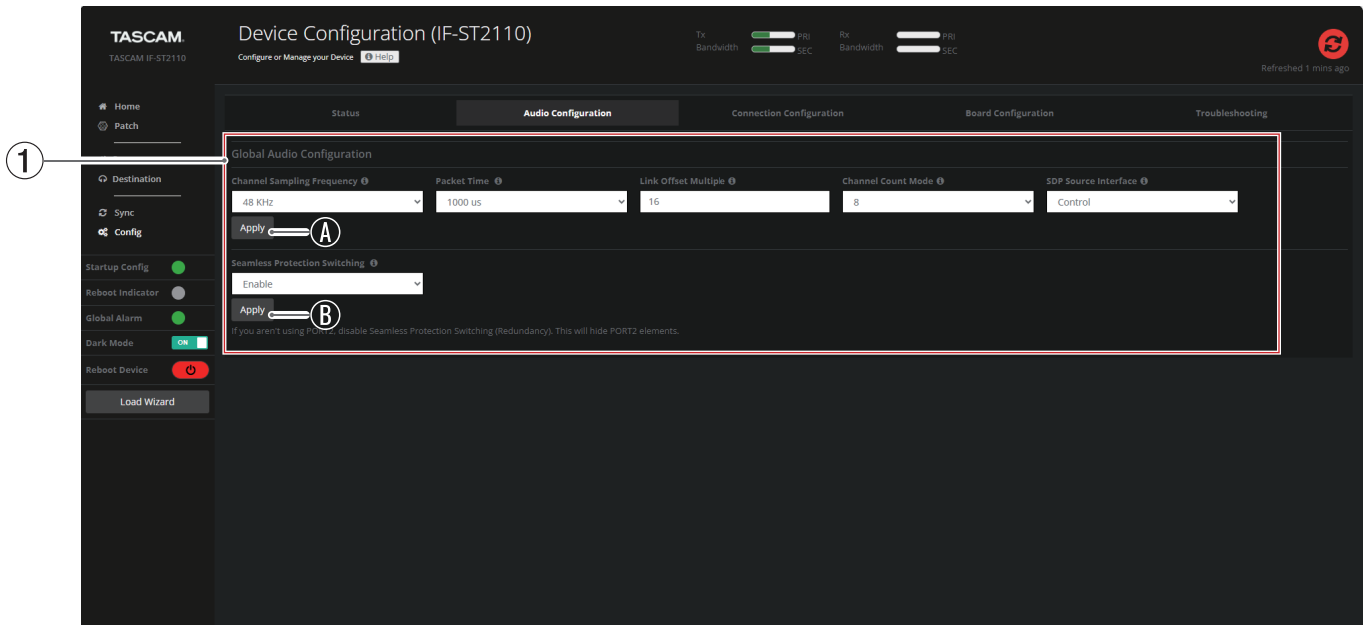 TASCAM.
TASCAM IF-ST2110
Device Configuration (IF-ST2110)
Configure or Manage your Device Help
Tx
Bandwidth
PRI
SEC
Rx
Bandwidth
PRI
SEC
Refreshed 1 mins ago
Home
Patch
Destination
Sync
Config
Startup Config
Reboot Indicator
Global Alarm
Dark Mode ON
Reboot Device
Load Wizard
Status Audio Configuration Connection Configuration Board Configuration Troubleshooting
1
Global Audio Configuration
Channel Sampling Frequency Packet Time Link Offset Multiple Channel Count Mode SDP Source Interface
48 KHz 1000 us 16 8 Control
Apply A
Seamless Protection Switching
Enable
Apply B
If you aren't using PORT2, disable Seamless Protection Switching (Redundancy). This will hide PORT2 elements.